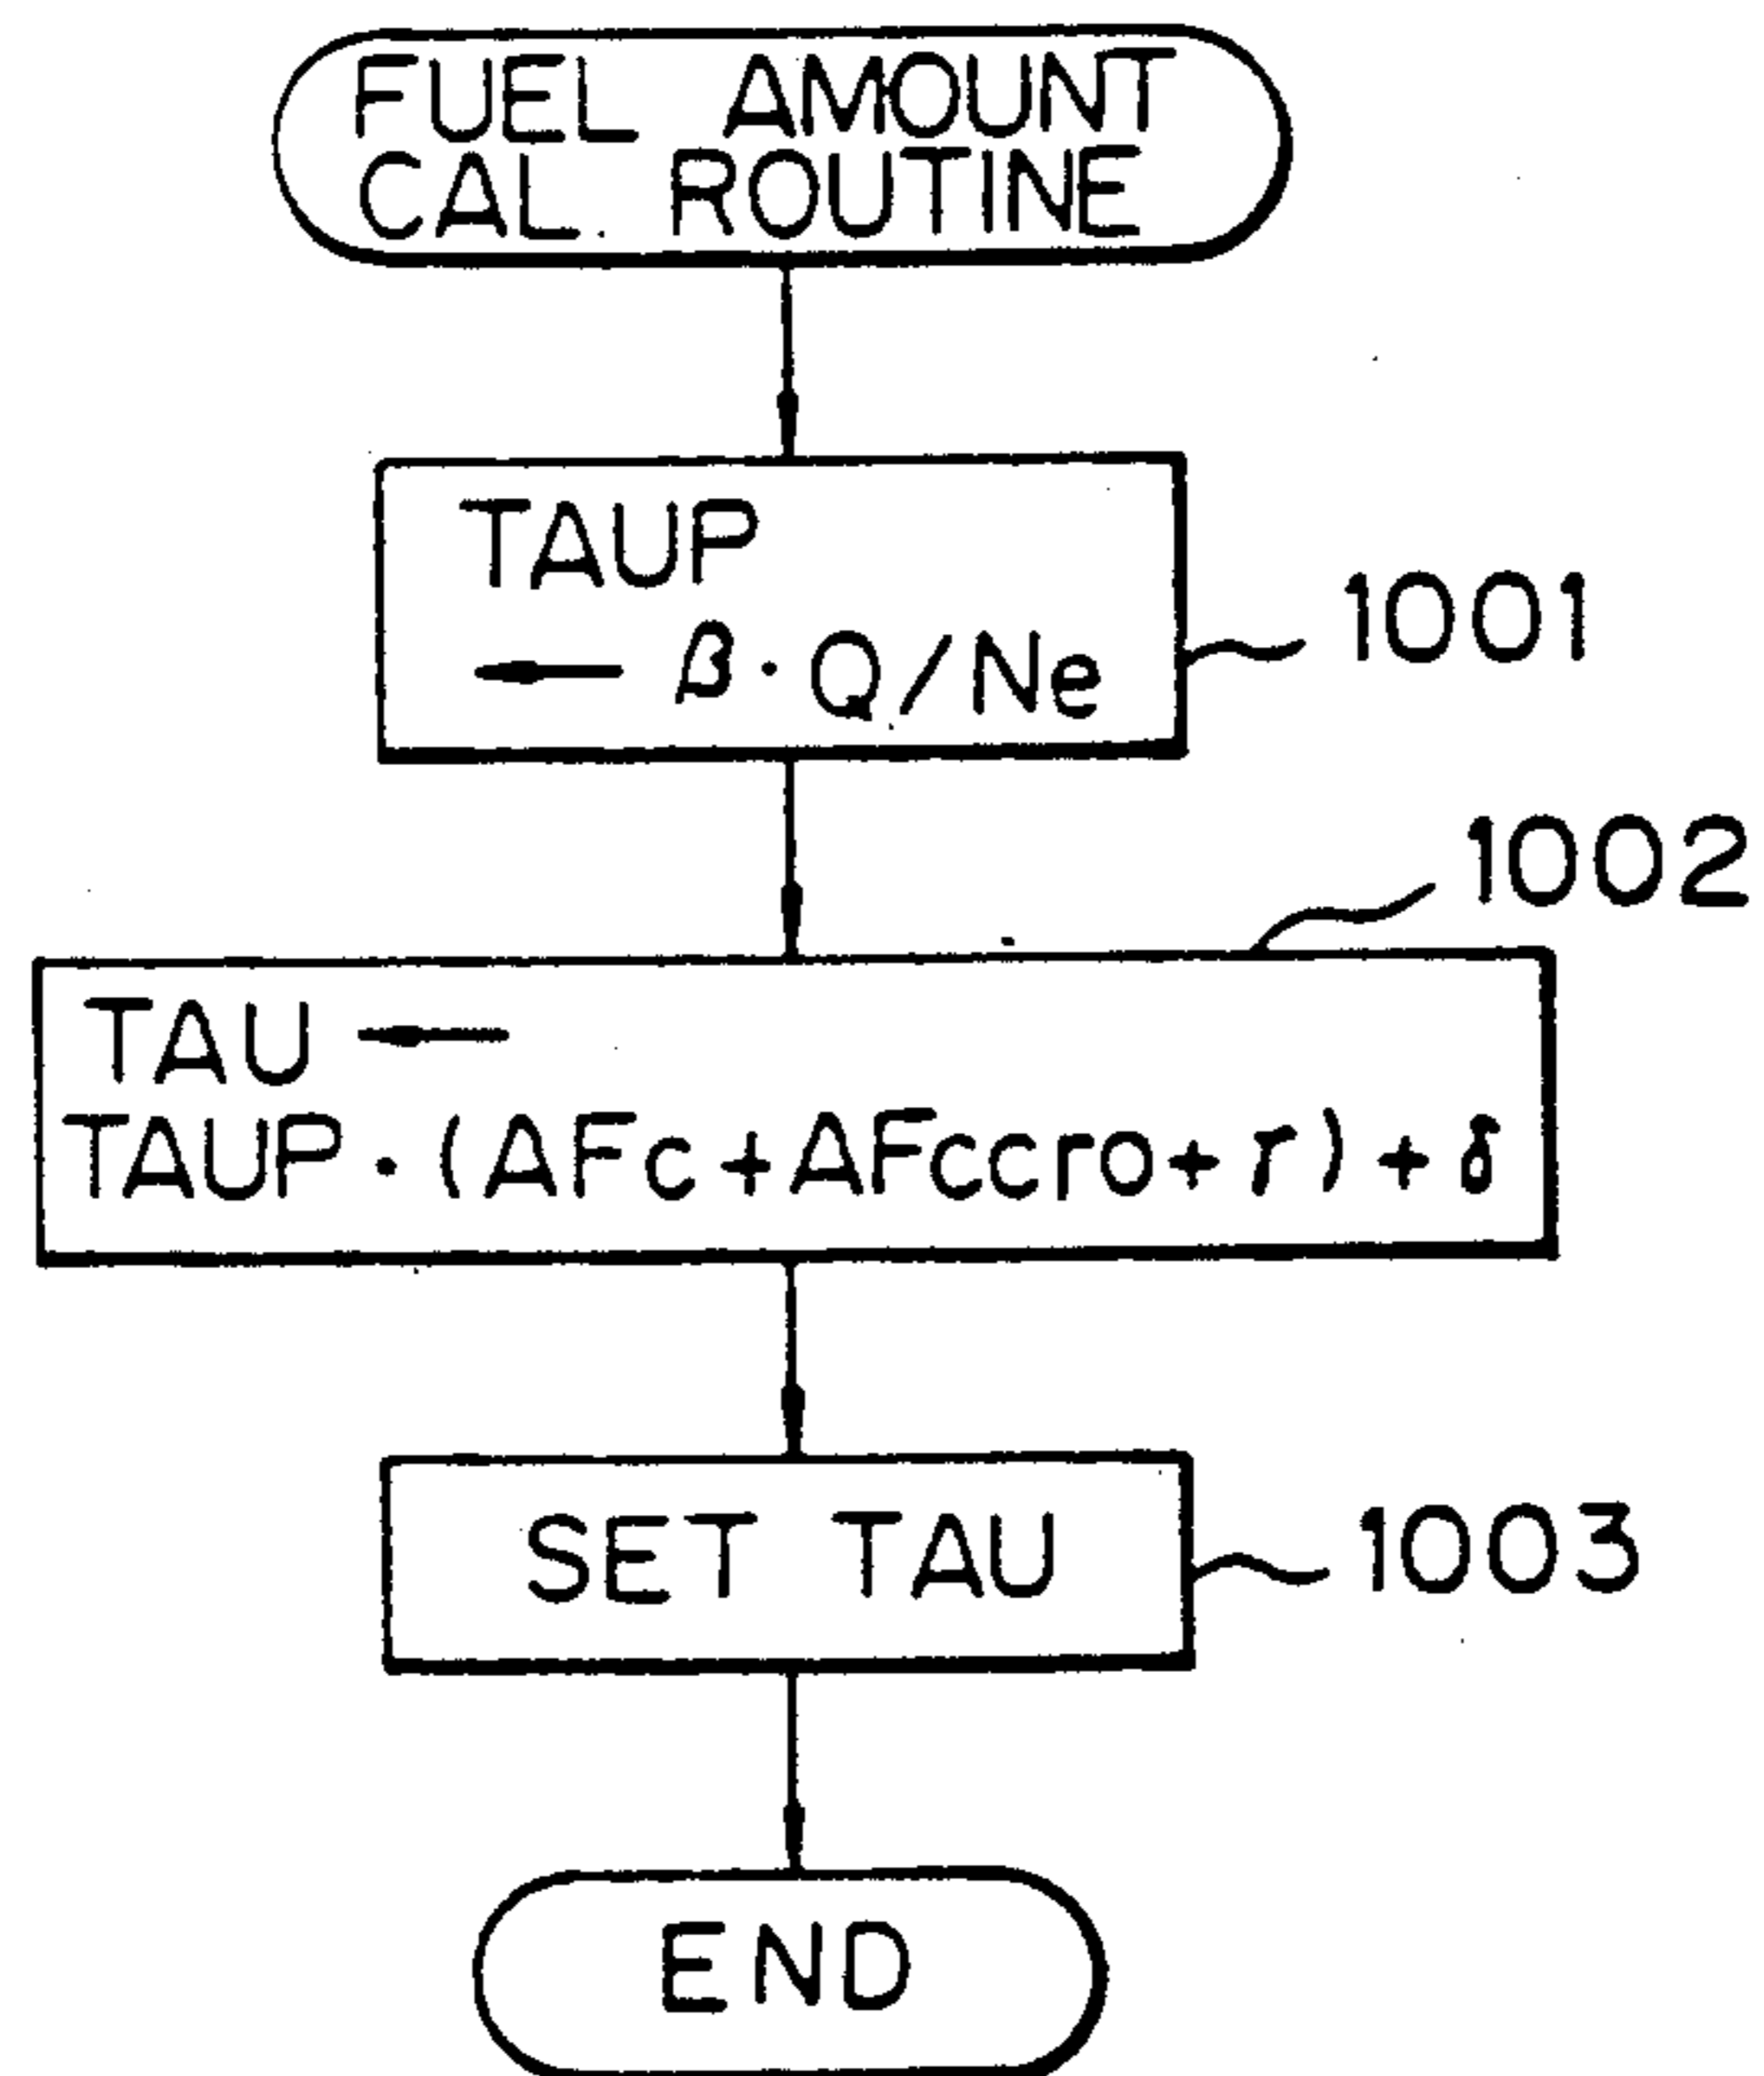 FUEL AMOUNT
CAL. ROUTINE
TAUP
← β·Q/Ne
1001
1002
TAU ←
TAUP·(AFc+AFccro+r)+δ
SET TAU
1003
END